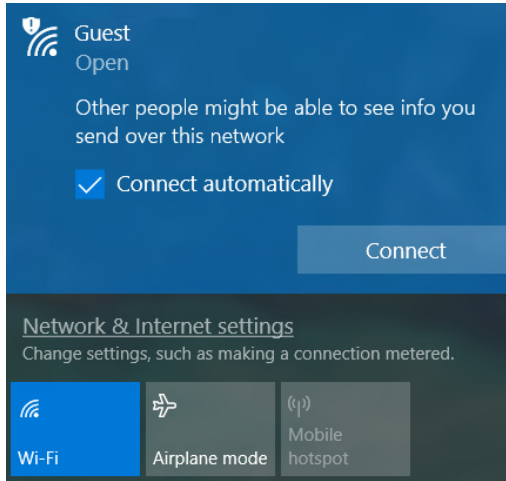 Guest
Open
Other people might be able to see info you
send over this network
Connect automatically
Connect
Network & Internet settings
Change settings, such as making a connection metered.
Wi-Fi
Airplane mode
Mobile
hotspot